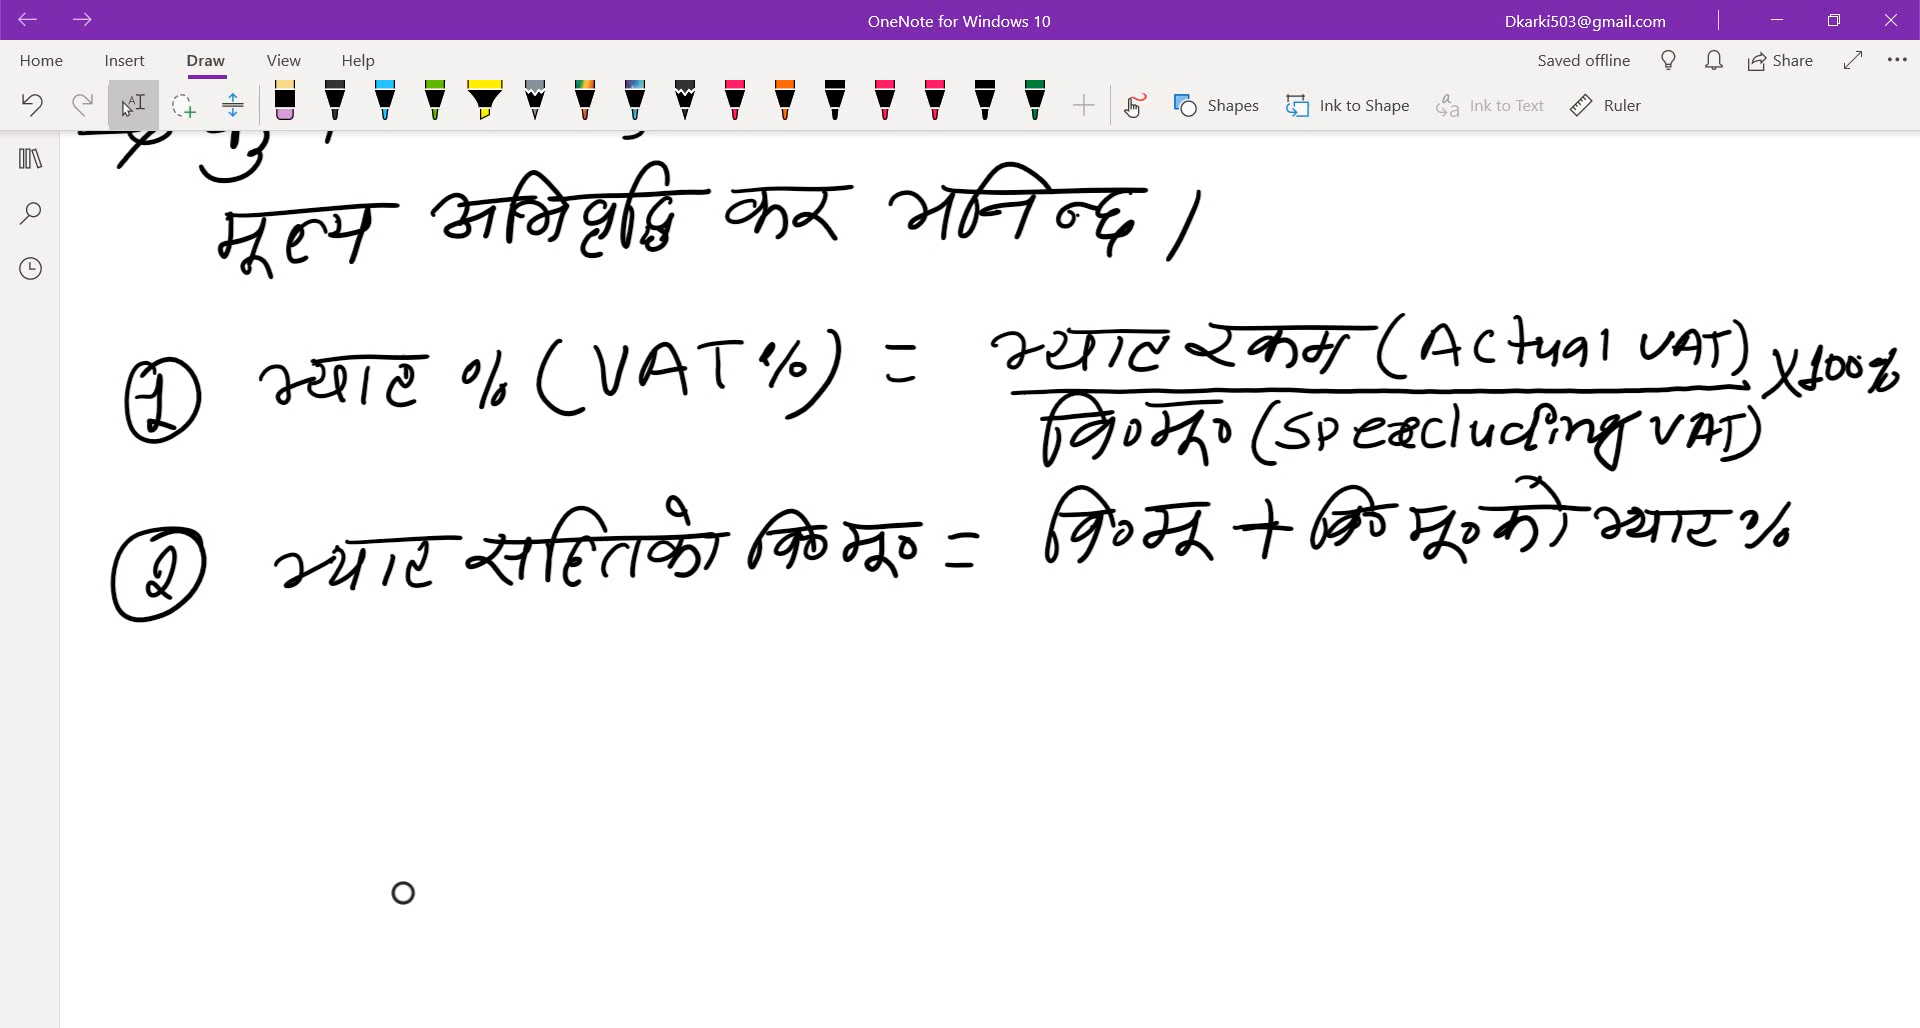 OneNote for Windows 10
Dkarki503@gmail.com
Home Insert Draw View Help
Saved offline Share
Shapes Ink to Shape Ink to Text Ruler
मूल्य अभिवृद्धि कर भनिन्छ ।
1 भ्याट % (VAT %) = भ्याट रकम (Actual VAT) X 100%
वि०मू० (SP excluding VAT)
2 भ्याट सहितको वि०मू० = वि०मू + वि०मू०को भ्याट %